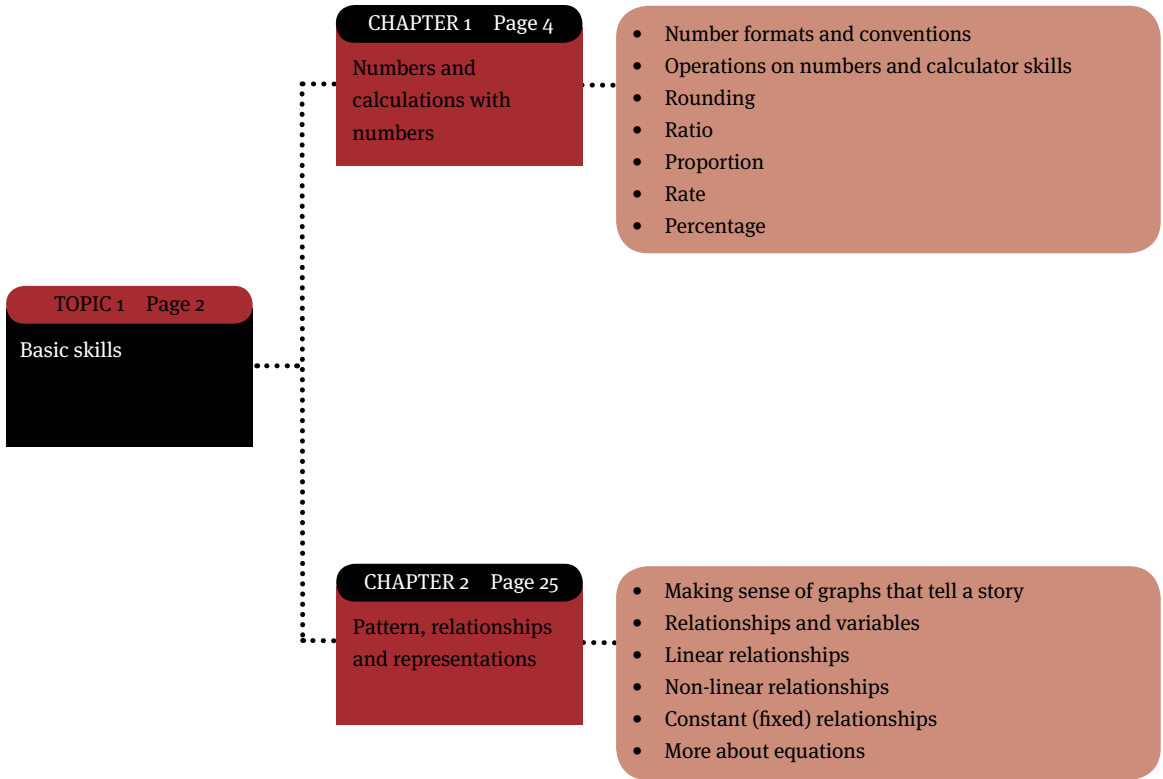 CHAPTER 1 Page 4
Numbers and
calculations with
numbers
• Number formats and conventions
• Operations on numbers and calculator skills
• Rounding
• Ratio
• Proportion
• Rate
• Percentage
TOPIC 1 Page 2
Basic skills
CHAPTER 2 Page 25
Pattern, relationships
and representations
• Making sense of graphs that tell a story
• Relationships and variables
• Linear relationships
• Non-linear relationships
• Constant (fixed) relationships
• More about equations